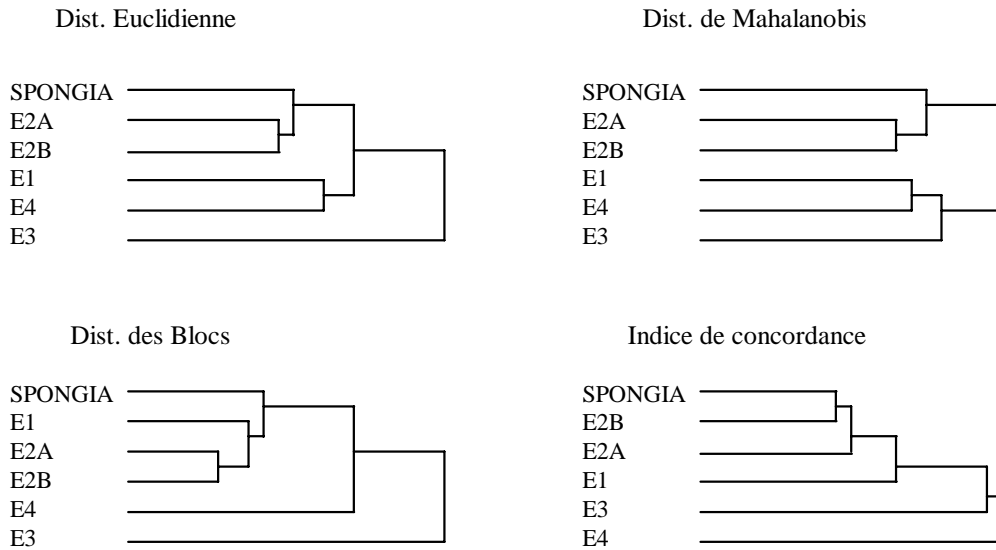 Dist. Euclidienne
SPONGIA
E2A
E2B
E1
E4
E3
Dist. de Mahalanobis
SPONGIA
E2A
E2B
E1
E4
E3
Dist. des Blocs
SPONGIA
E1
E2A
E2B
E4
E3
Indice de concordance
SPONGIA
E2B
E2A
E1
E3
E4